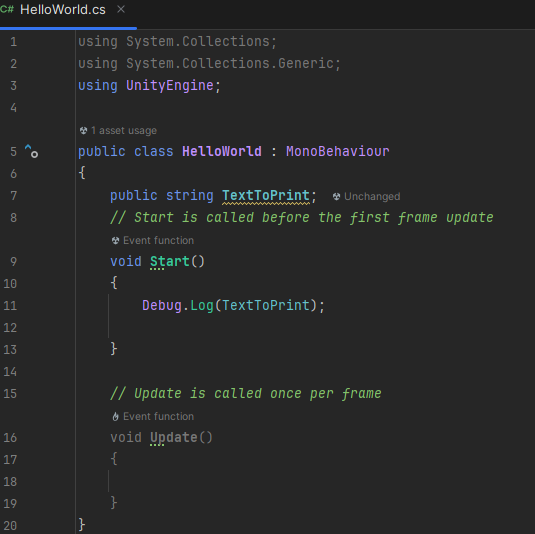 C# HelloWorld.cs ×
1 using System.Collections;
2 using System.Collections.Generic;
3 using UnityEngine;
4
1 asset usage
5 public class HelloWorld : MonoBehaviour
6 {
7 public string TextToPrint; Unchanged
8 // Start is called before the first frame update
Event function
9 void Start()
10 {
11 Debug.Log(TextToPrint);
12
13 }
14
15 // Update is called once per frame
Event function
16 void Update()
17 {
18
19 }
20 }